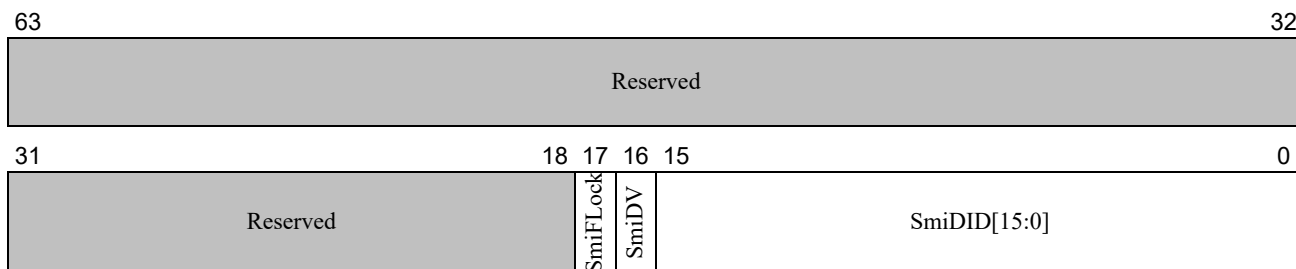 63 32
Reserved
31 18 17 16 15 0
Reserved SmiFLock SmiDV SmiDID[15:0]